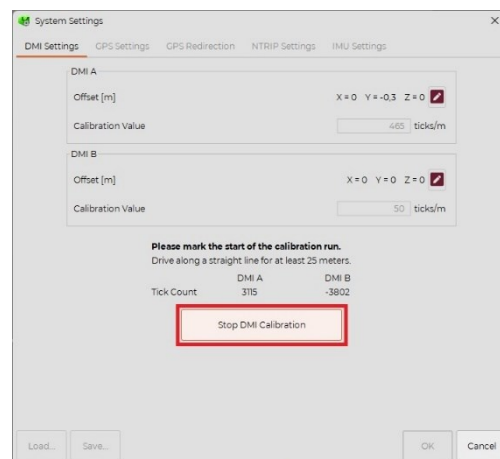 System Settings
DMI Settings GPS Settings GPS Redirection NTRIP Settings IMU Settings
DMI A
Offset [m] X = 0 Y = -0,3 Z = 0
Calibration Value 465 ticks/m
DMI B
Offset [m] X = 0 Y = 0 Z = 0
Calibration Value 50 ticks/m
Please mark the start of the calibration run.
Drive along a straight line for at least 25 meters.
DMI A DMI B
Tick Count 3115 -3802
Stop DMI Calibration
Load... Save... OK Cancel